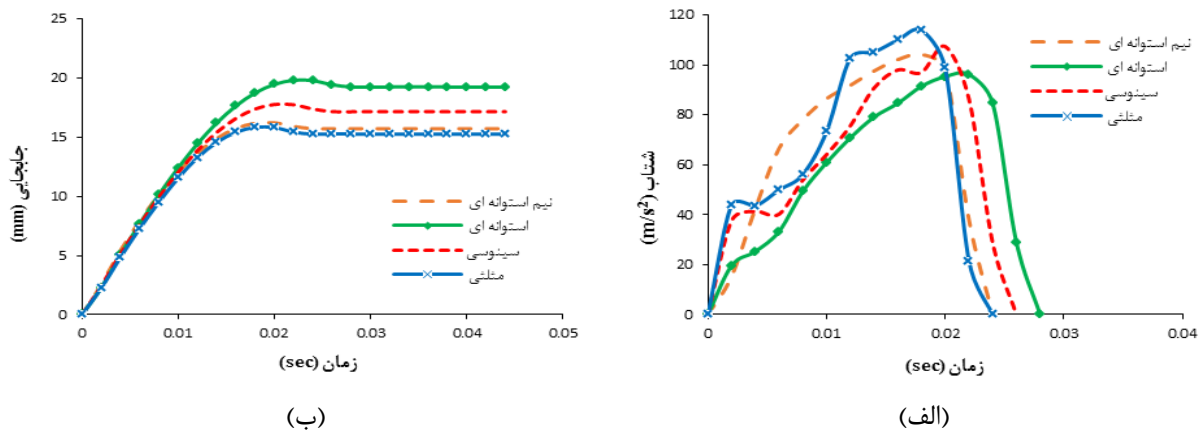 120
100
80
60
40
20
0
0
0.01
0.02
0.03
0.04
شتاب (m/s²)
زمان (sec)
نیم استوانه ای
استوانه ای
سینوسی
مثلثی
(الف)
25
20
15
10
5
0
0
0.01
0.02
0.03
0.04
0.05
جابجایی (mm)
زمان (sec)
نیم استوانه ای
استوانه ای
سینوسی
مثلثی
(ب)